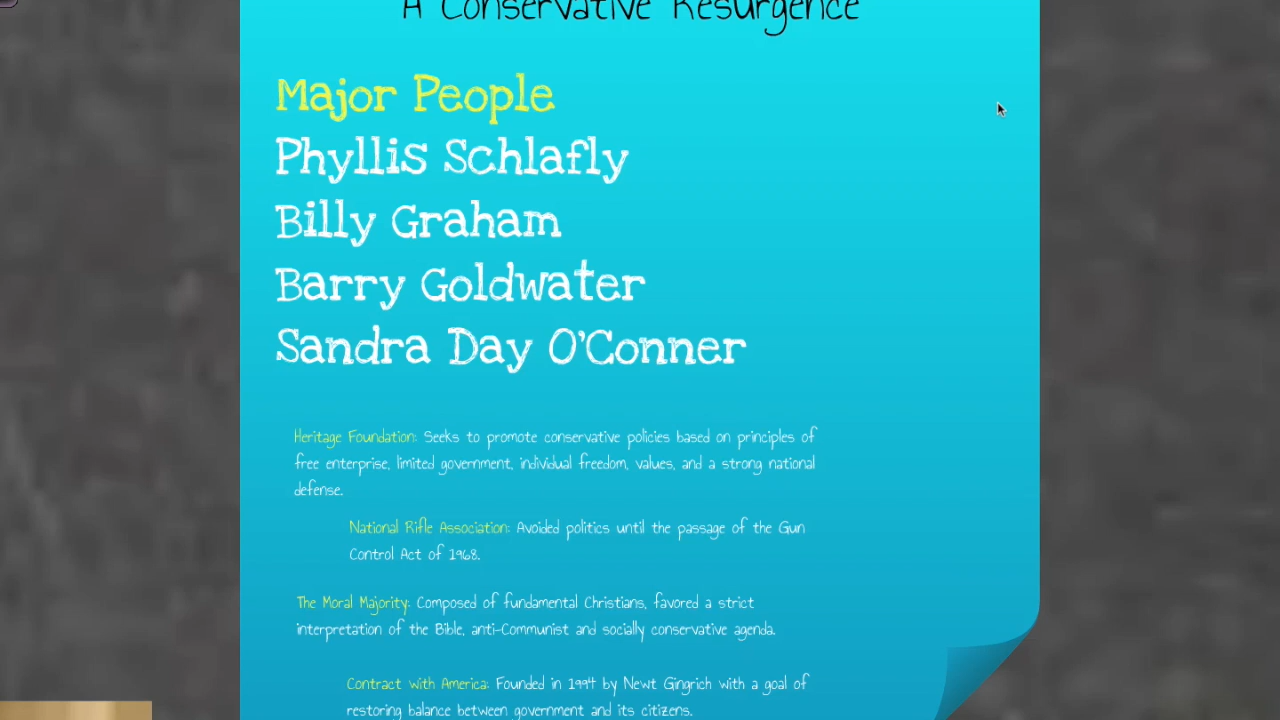 A Conservative Resurgence
Major People
Phyllis Schlafly
Billy Graham
Barry Goldwater
Sandra Day O'Conner
Heritage Foundation: Seeks to promote conservative policies based on principles of
free enterprise, limited government, individual freedom, values, and a strong national
defense.
National Rifle Association: Avoided politics until the passage of the Gun
Control Act of 1968.
The Moral Majority: Composed of fundamental Christians, favored a strict
interpretation of the Bible, anti-Communist and socially conservative agenda.
Contract with America: Founded in 1994 by Newt Gingrich with a goal of
restoring balance between government and its citizens.